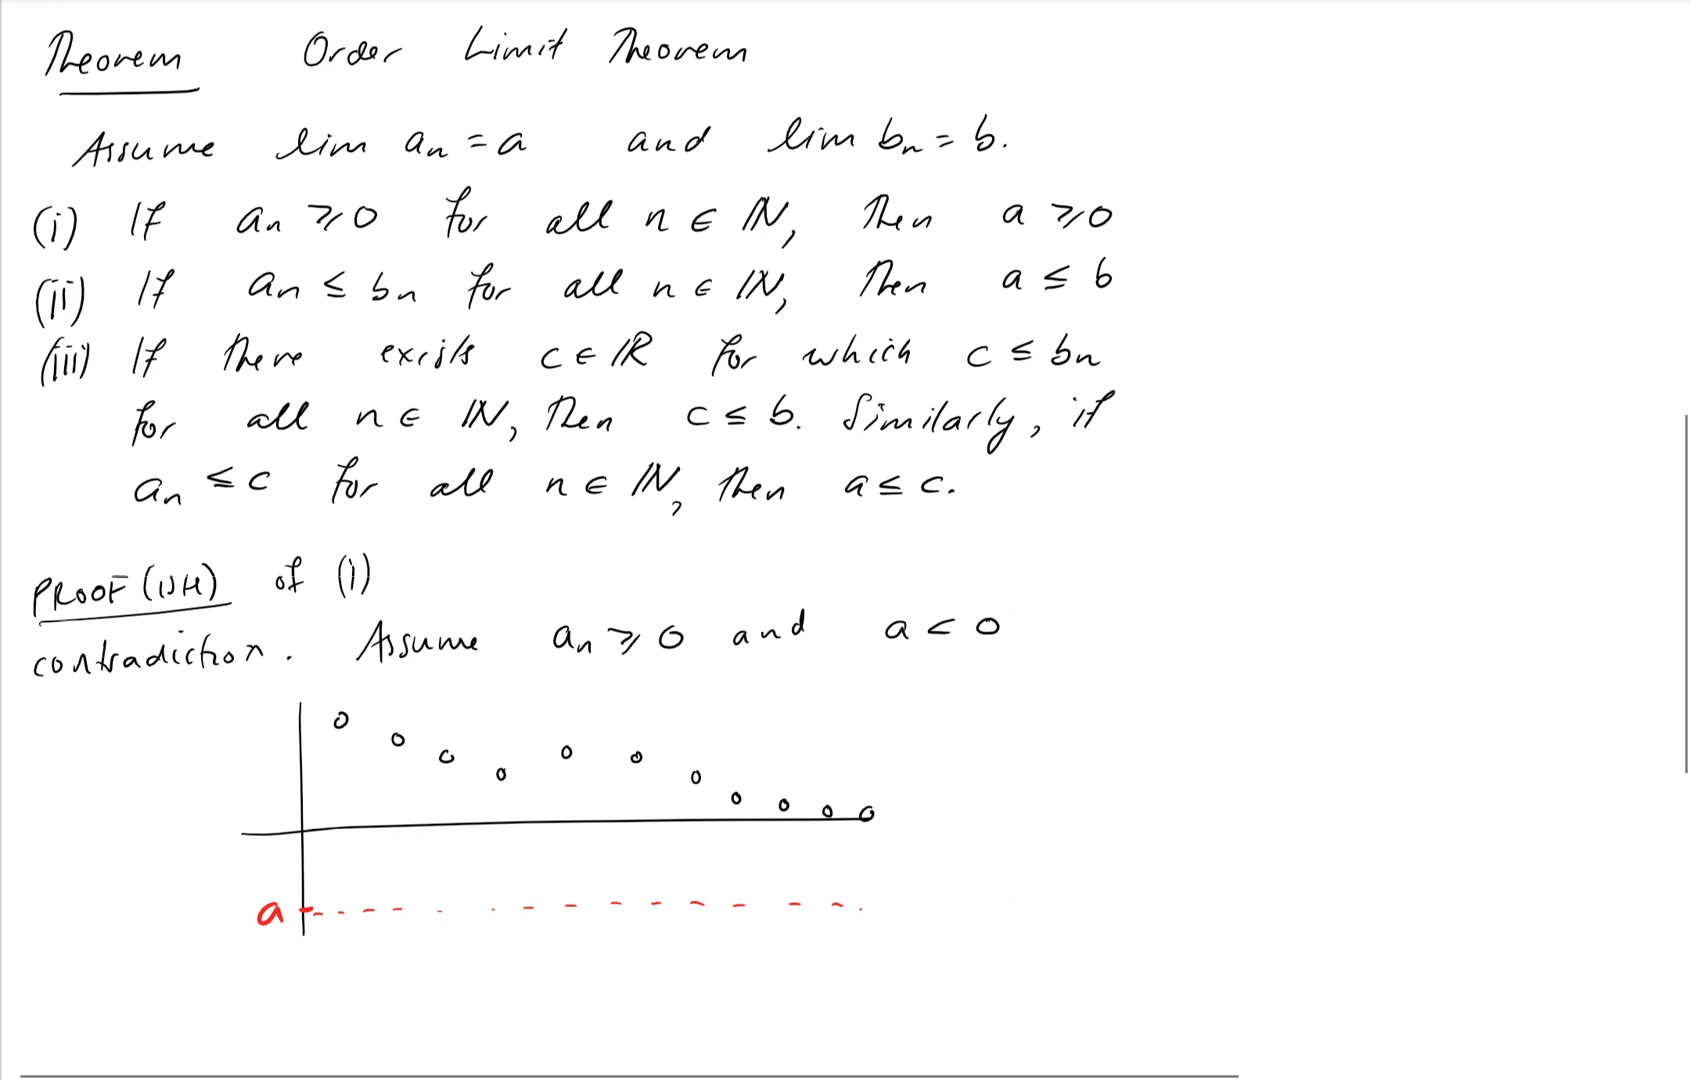 Theorem Order Limit Theorem
Assume lim an = a and lim bn = b.
(i) If an ⩾ 0 for all n ∈ ℕ, Then a ⩾ 0
(ii) If an ≤ bn for all n ∈ ℕ, Then a ≤ b
(iii) If there exists c ∈ ℝ for which c ≤ bn
for all n ∈ ℕ, Then c ≤ b. Similarly, if
an ≤ c for all n ∈ ℕ, then a ≤ c.
PROOF of (i)
contradiction. Assume an ⩾ 0 and a < 0
a